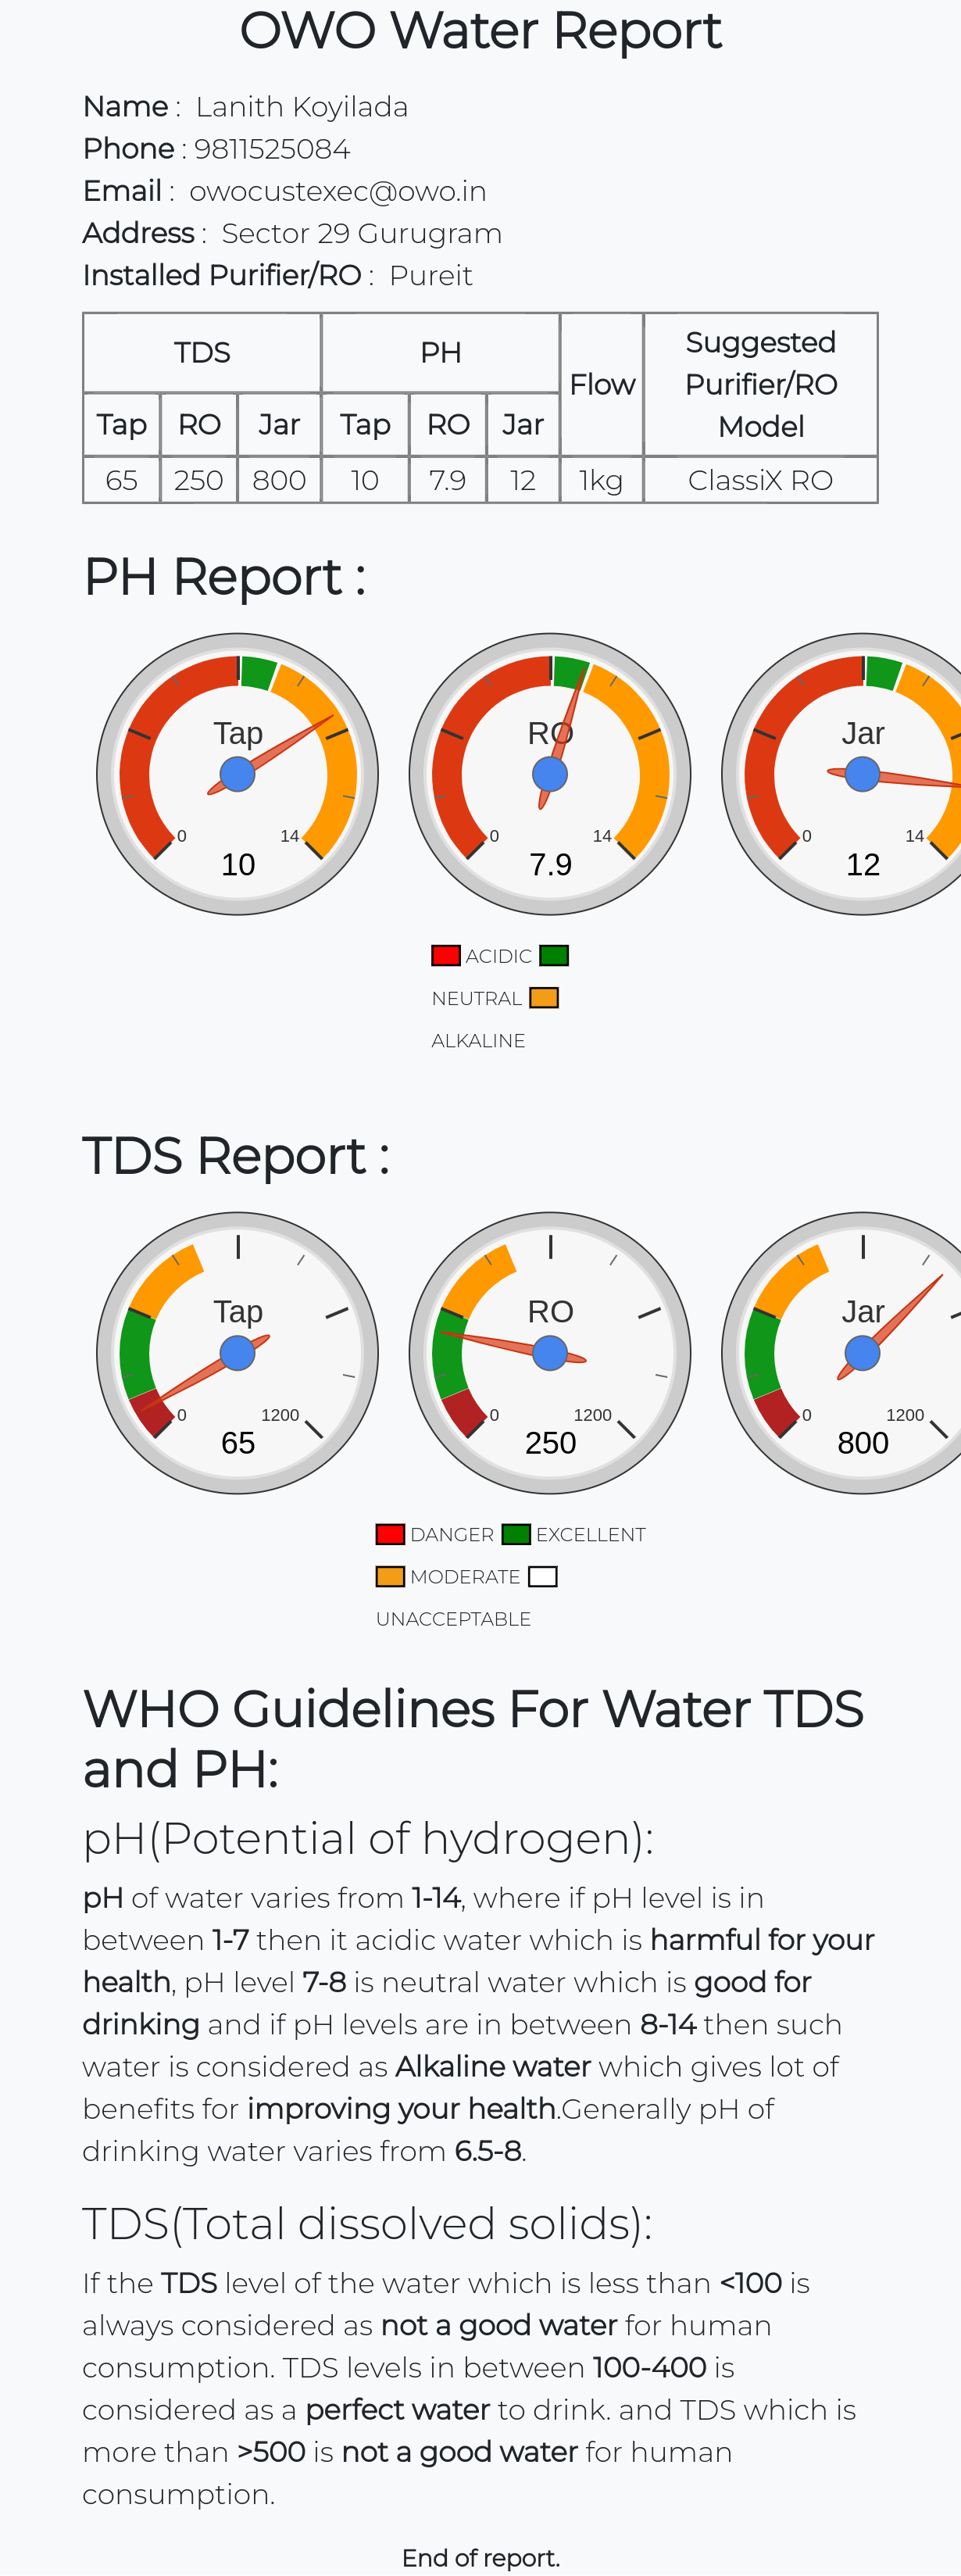 OWO Water Report
Name :  Lanith Koyilada
Phone : 9811525084
Email :  owocustexec@owo.in
Address :  Sector 29 Gurugram
Installed Purifier/RO :  Pureit
TDS PH Flow Suggested Purifier/RO Model
Tap RO Jar Tap RO Jar
65 250 800 10 7.9 12 1kg ClassiX RO
PH Report :
Tap RO Jar
0 14 0 14 0 14
10 7.9 12
ACIDIC
NEUTRAL
ALKALINE
TDS Report :
Tap RO Jar
0 1200 0 1200 0 1200
65 250 800
DANGER EXCELLENT
MODERATE
UNACCEPTABLE
WHO Guidelines For Water TDS
and PH:
pH(Potential of hydrogen):
pH of water varies from 1-14, where if pH level is in
between 1-7 then it acidic water which is harmful for your
health, pH level 7-8 is neutral water which is good for
drinking and if pH levels are in between 8-14 then such
water is considered as Alkaline water which gives lot of
benefits for improving your health.Generally pH of
drinking water varies from 6.5-8.
TDS(Total dissolved solids):
If the TDS level of the water which is less than <100 is
always considered as not a good water for human
consumption. TDS levels in between 100-400 is
considered as a perfect water to drink. and TDS which is
more than >500 is not a good water for human
consumption.
End of report.